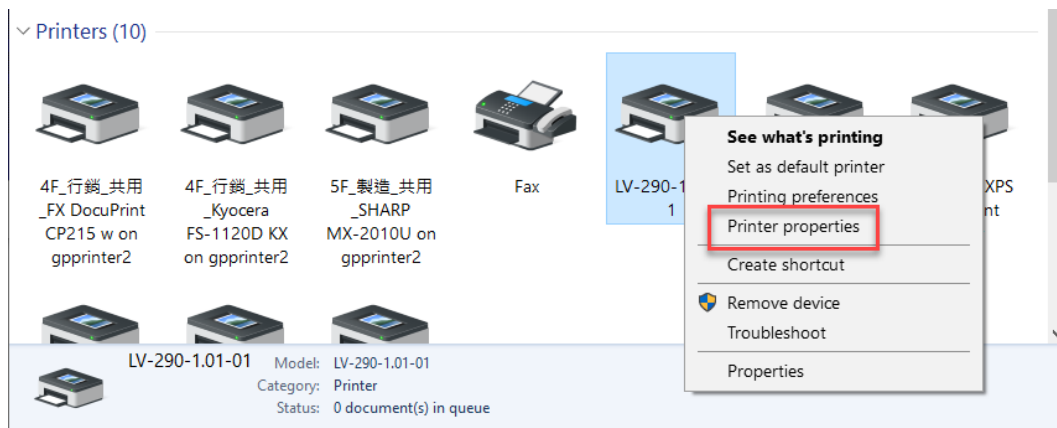 Printers (10)
4F_行銷_共用
_FX DocuPrint
CP215 w on
gpprinter2
4F_行銷_共用
_Kyocera
FS-1120D KX
on gpprinter2
5F_製造_共用
_SHARP
MX-2010U on
gpprinter2
Fax
LV-290-1
1
XPS
nt
See what's printing
Set as default printer
Printing preferences
Printer properties
Create shortcut
Remove device
Troubleshoot
Properties
LV-290-1.01-01
Model: LV-290-1.01-01
Category: Printer
Status: 0 document(s) in queue